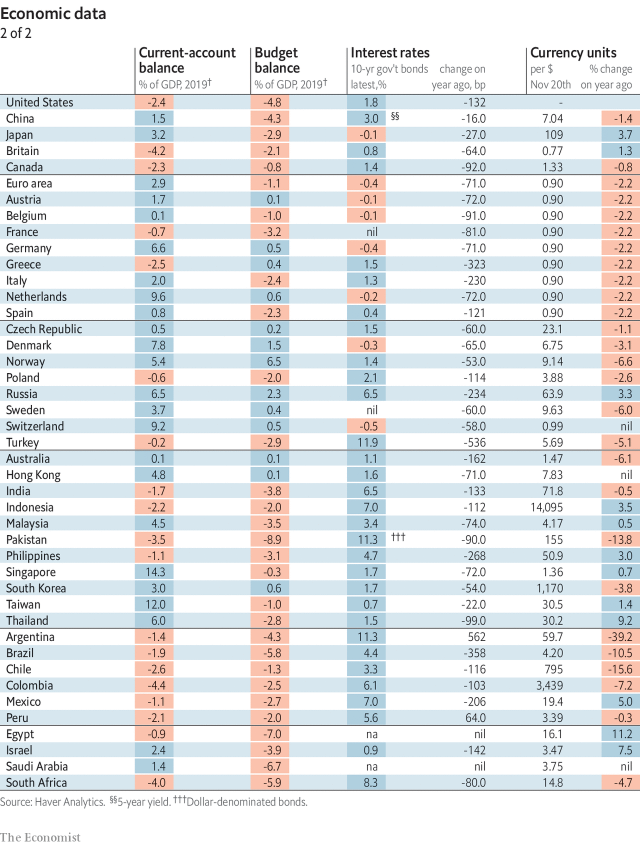 Economic data
2 of 2
Current-account Budget Interest rates Currency units
balance balance 10-yr gov't bonds change on per $ % change
% of GDP, 2019† % of GDP, 2019† latest,% year ago, bp Nov 20th on year ago
United States -2.4 -4.8 1.8 -132 -
China 1.5 -4.3 3.0 §§ -16.0 7.04 -1.4
Japan 3.2 -2.9 -0.1 -27.0 109 3.7
Britain -4.2 -2.1 0.8 -64.0 0.77 1.3
Canada -2.3 -0.8 1.4 -92.0 1.33 -0.8
Euro area 2.9 -1.1 -0.4 -71.0 0.90 -2.2
Austria 1.7 0.1 -0.1 -72.0 0.90 -2.2
Belgium 0.1 -1.0 -0.1 -91.0 0.90 -2.2
France -0.7 -3.2 nil -81.0 0.90 -2.2
Germany 6.6 0.5 -0.4 -71.0 0.90 -2.2
Greece -2.5 0.4 1.5 -323 0.90 -2.2
Italy 2.0 -2.4 1.3 -230 0.90 -2.2
Netherlands 9.6 0.6 -0.2 -72.0 0.90 -2.2
Spain 0.8 -2.3 0.4 -121 0.90 -2.2
Czech Republic 0.5 0.2 1.5 -60.0 23.1 -1.1
Denmark 7.8 1.5 -0.3 -65.0 6.75 -3.1
Norway 5.4 6.5 1.4 -53.0 9.14 -6.6
Poland -0.6 -2.0 2.1 -114 3.88 -2.6
Russia 6.5 2.3 6.5 -234 63.9 3.3
Sweden 3.7 0.4 nil -60.0 9.63 -6.0
Switzerland 9.2 0.5 -0.5 -58.0 0.99 nil
Turkey -0.2 -2.9 11.9 -536 5.69 -5.1
Australia 0.1 0.1 1.1 -162 1.47 -6.1
Hong Kong 4.8 0.1 1.6 -71.0 7.83 nil
India -1.7 -3.8 6.5 -133 71.8 -0.5
Indonesia -2.2 -2.0 7.0 -112 14,095 3.5
Malaysia 4.5 -3.5 3.4 -74.0 4.17 0.5
Pakistan -3.5 -8.9 11.3 ††† -90.0 155 -13.8
Philippines -1.1 -3.1 4.7 -268 50.9 3.0
Singapore 14.3 -0.3 1.7 -72.0 1.36 0.7
South Korea 3.0 0.6 1.7 -54.0 1,170 -3.8
Taiwan 12.0 -1.0 0.7 -22.0 30.5 1.4
Thailand 6.0 -2.8 1.5 -99.0 30.2 9.2
Argentina -1.4 -4.3 11.3 562 59.7 -39.2
Brazil -1.9 -5.8 4.4 -358 4.20 -10.5
Chile -2.6 -1.3 3.3 -116 795 -15.6
Colombia -4.4 -2.5 6.1 -103 3,439 -7.2
Mexico -1.1 -2.7 7.0 -206 19.4 5.0
Peru -2.1 -2.0 5.6 64.0 3.39 -0.3
Egypt -0.9 -7.0 na nil 16.1 11.2
Israel 2.4 -3.9 0.9 -142 3.47 7.5
Saudi Arabia 1.4 -6.7 na nil 3.75 nil
South Africa -4.0 -5.9 8.3 -80.0 14.8 -4.7
Source: Haver Analytics. §§5-year yield. †††Dollar-denominated bonds.
The Economist